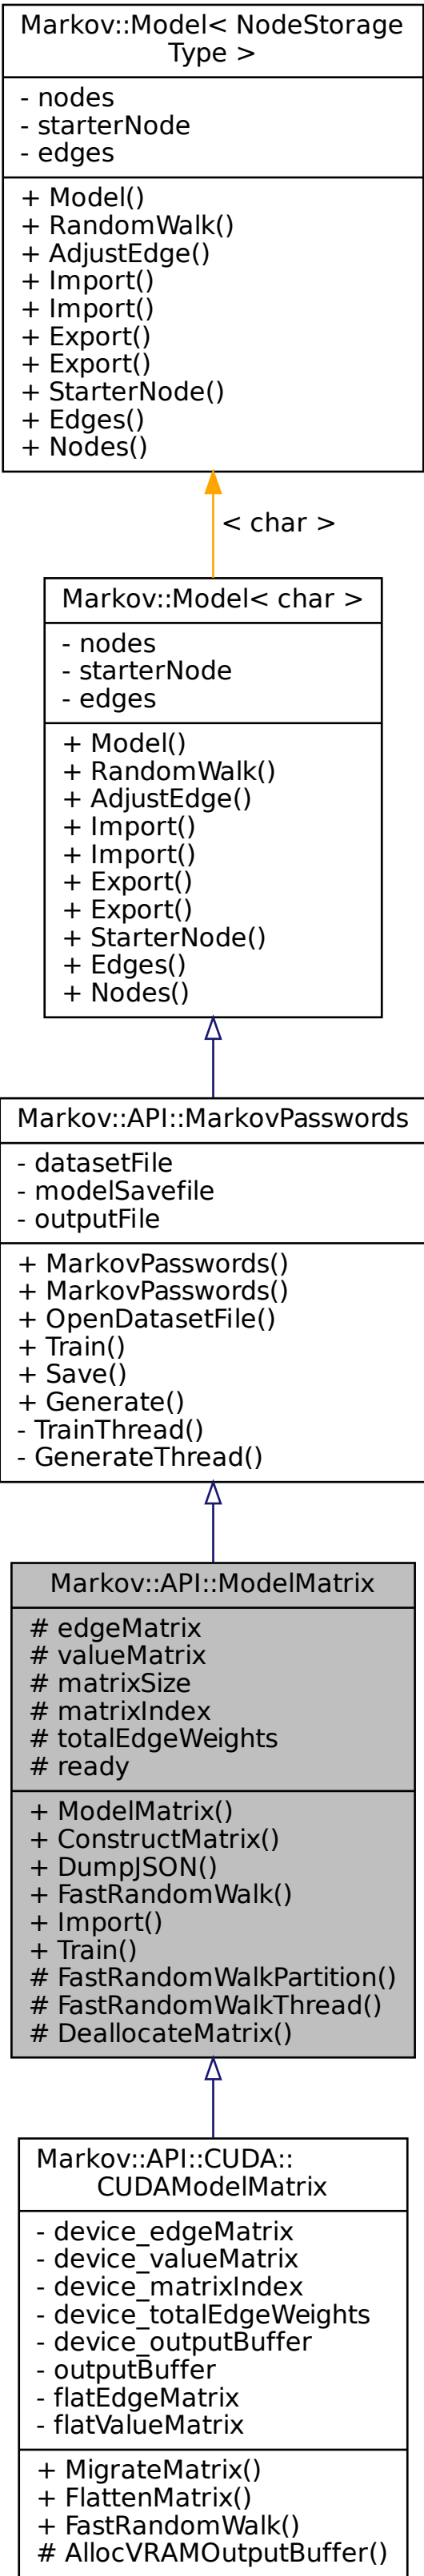 Markov::Model< NodeStorage
Type >
- nodes
- starterNode
- edges
+ Model()
+ RandomWalk()
+ AdjustEdge()
+ Import()
+ Import()
+ Export()
+ Export()
+ StarterNode()
+ Edges()
+ Nodes()
< char >
Markov::Model< char >
- nodes
- starterNode
- edges
+ Model()
+ RandomWalk()
+ AdjustEdge()
+ Import()
+ Import()
+ Export()
+ Export()
+ StarterNode()
+ Edges()
+ Nodes()
Markov::API::MarkovPasswords
- datasetFile
- modelSavefile
- outputFile
+ MarkovPasswords()
+ MarkovPasswords()
+ OpenDatasetFile()
+ Train()
+ Save()
+ Generate()
- TrainThread()
- GenerateThread()
Markov::API::ModelMatrix
# edgeMatrix
# valueMatrix
# matrixSize
# matrixIndex
# totalEdgeWeights
# ready
+ ModelMatrix()
+ ConstructMatrix()
+ DumpJSON()
+ FastRandomWalk()
+ Import()
+ Train()
# FastRandomWalkPartition()
# FastRandomWalkThread()
# DeallocateMatrix()
Markov::API::CUDA::
CUDAModelMatrix
- device_edgeMatrix
- device_valueMatrix
- device_matrixIndex
- device_totalEdgeWeights
- device_outputBuffer
- outputBuffer
- flatEdgeMatrix
- flatValueMatrix
+ MigrateMatrix()
+ FlattenMatrix()
+ FastRandomWalk()
# AllocVRAMOutputBuffer()